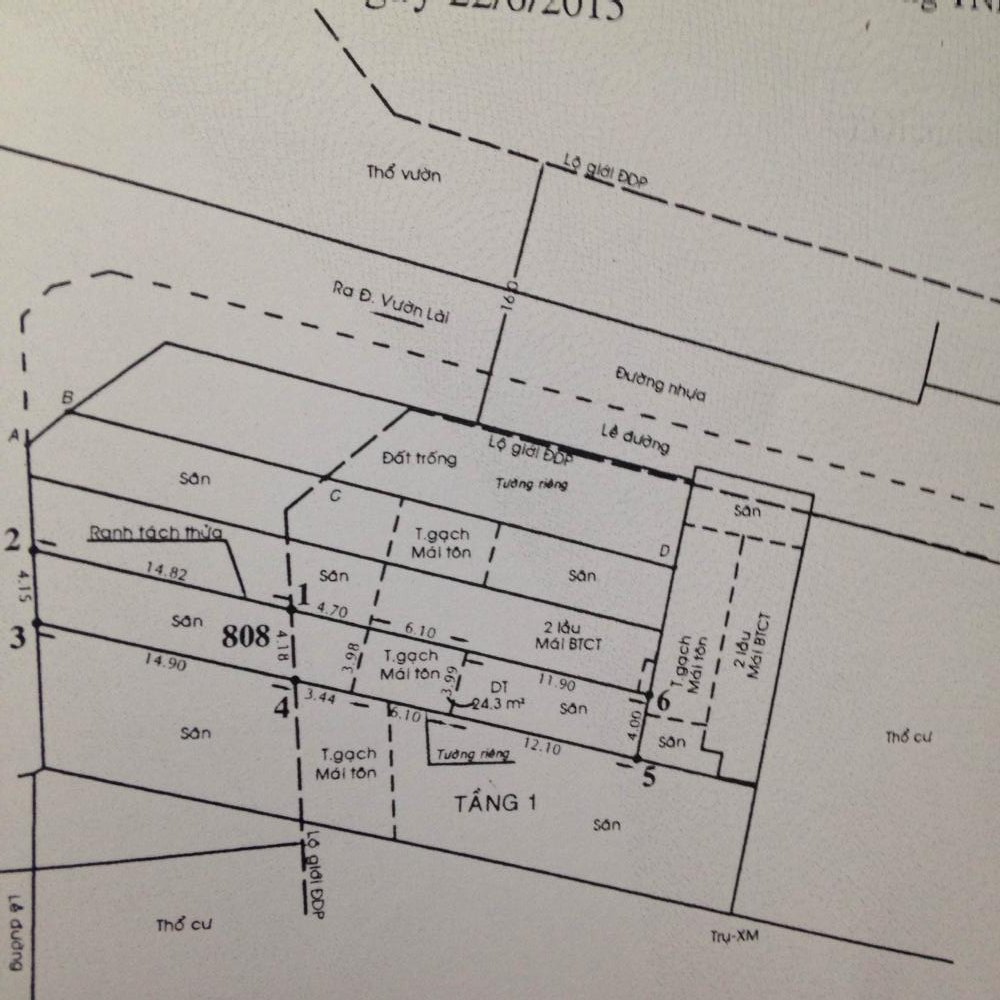 22/6/2015
Lộ giới ĐDP
Thổ vườn
16.0
Ra Đ. Vườn Lài
Đường nhựa
B
A
Lề đường
Lộ giới ĐDP
Đất trống
Tường riêng
Sân
C
Sân
D
2
Ranh tách thửa
T.gạch
Mái tôn
Sân
Sân
14.82
1
4.70
4.15
2 lầu
Mái BTCT
6.10
T.gạch
Mái tôn
2 lầu
Mái BTCT
3
Sân
808
4.18
3.98
T.gạch
Mái tôn
3.99
DT
24.3 m²
11.90
Sân
6
14.90
4
3.44
6.10
4.00
Sân
Thổ cư
Sân
T.gạch
Mái tôn
Tường riêng
12.10
5
TẦNG 1
Sân
Lộ giới ĐDP
Lề đường
Thổ cư
Trụ-XM